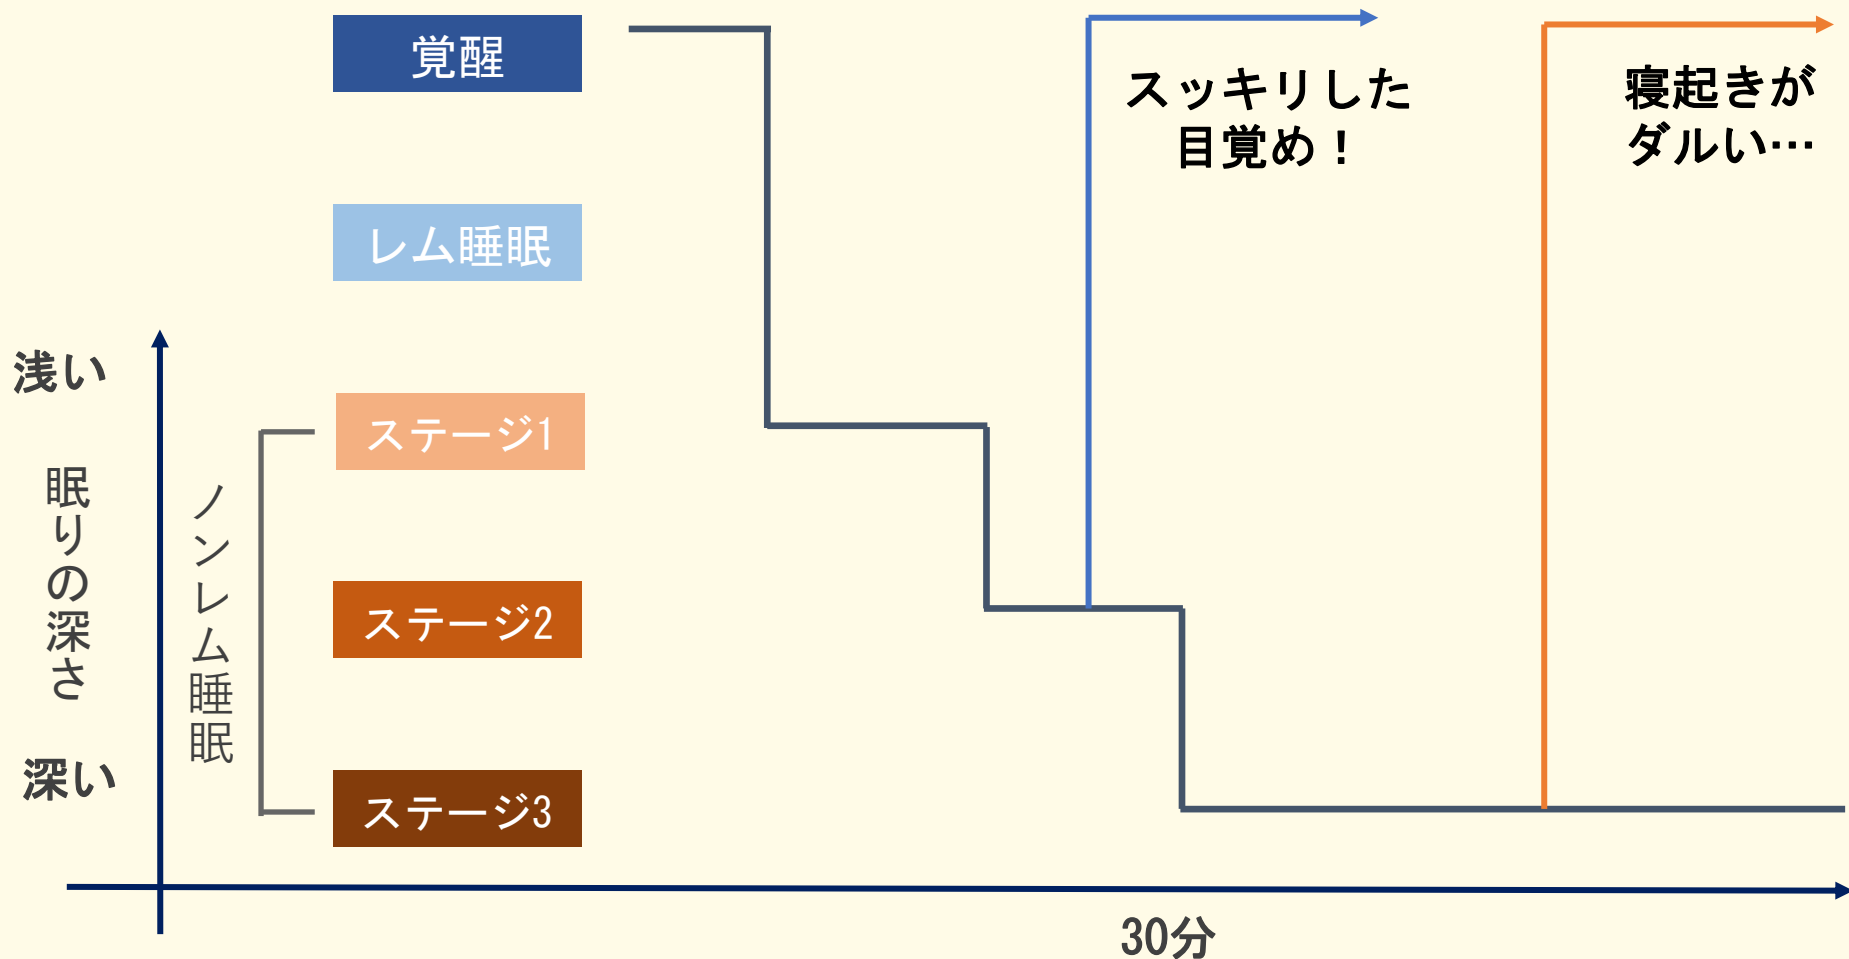 覚醒
スッキリした
目覚め！
寝起きが
ダルい…
レム睡眠
浅い
ステージ1
眠りの深さ
ノンレム睡眠
ステージ2
深い
ステージ3
30分